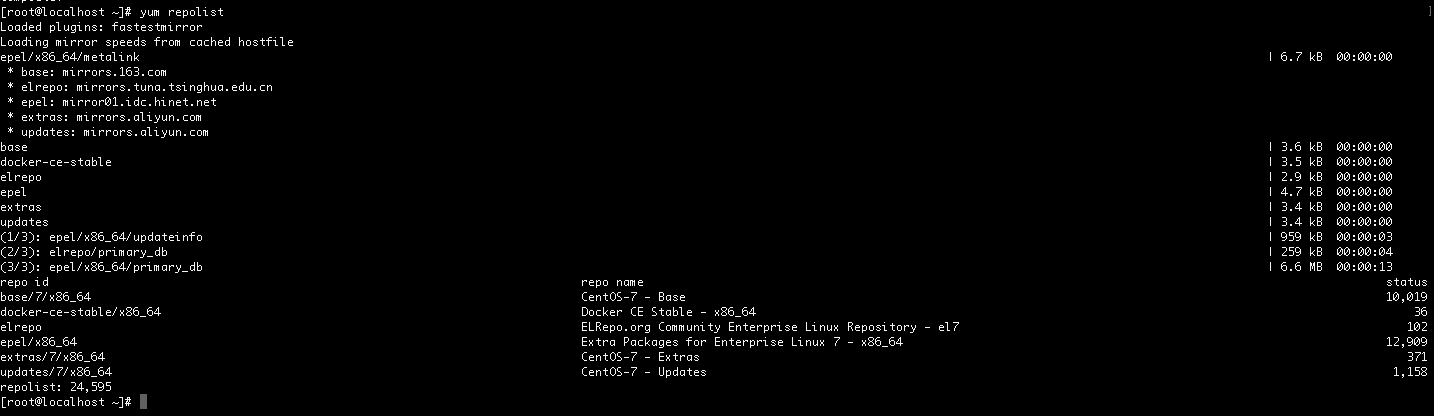 [root@localhost ~]# yum repolist
Loaded plugins: fastestmirror
Loading mirror speeds from cached hostfile
epel/x86_64/metalink | 6.7 kB 00:00:00
* base: mirrors.163.com
* elrepo: mirrors.tuna.tsinghua.edu.cn
* epel: mirror01.idc.hinet.net
* extras: mirrors.aliyun.com
* updates: mirrors.aliyun.com
base | 3.6 kB 00:00:00
docker-ce-stable | 3.5 kB 00:00:00
elrepo | 2.9 kB 00:00:00
epel | 4.7 kB 00:00:00
extras | 3.4 kB 00:00:00
updates | 3.4 kB 00:00:00
(1/3): epel/x86_64/updateinfo | 959 kB 00:00:03
(2/3): elrepo/primary_db | 259 kB 00:00:04
(3/3): epel/x86_64/primary_db | 6.6 MB 00:00:13
repo id repo name status
base/7/x86_64 CentOS-7 - Base 10,019
docker-ce-stable/x86_64 Docker CE Stable - x86_64 36
elrepo ELRepo.org Community Enterprise Linux Repository - el7 102
epel/x86_64 Extra Packages for Enterprise Linux 7 - x86_64 12,909
extras/7/x86_64 CentOS-7 - Extras 371
updates/7/x86_64 CentOS-7 - Updates 1,158
repolist: 24,595
[root@localhost ~]#